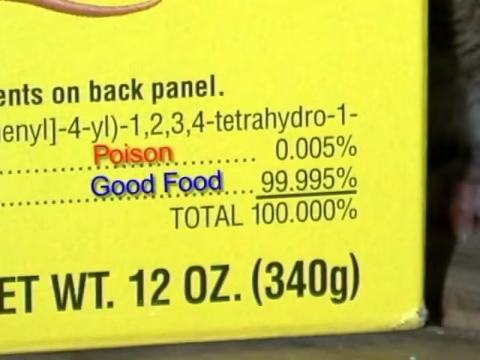 ents on back panel.
henyl]-4-yl)-1,2,3,4-tetrahydro-1-
Poison 0.005%
Good Food 99.995%
TOTAL 100.000%
ET WT. 12 OZ. (340g)